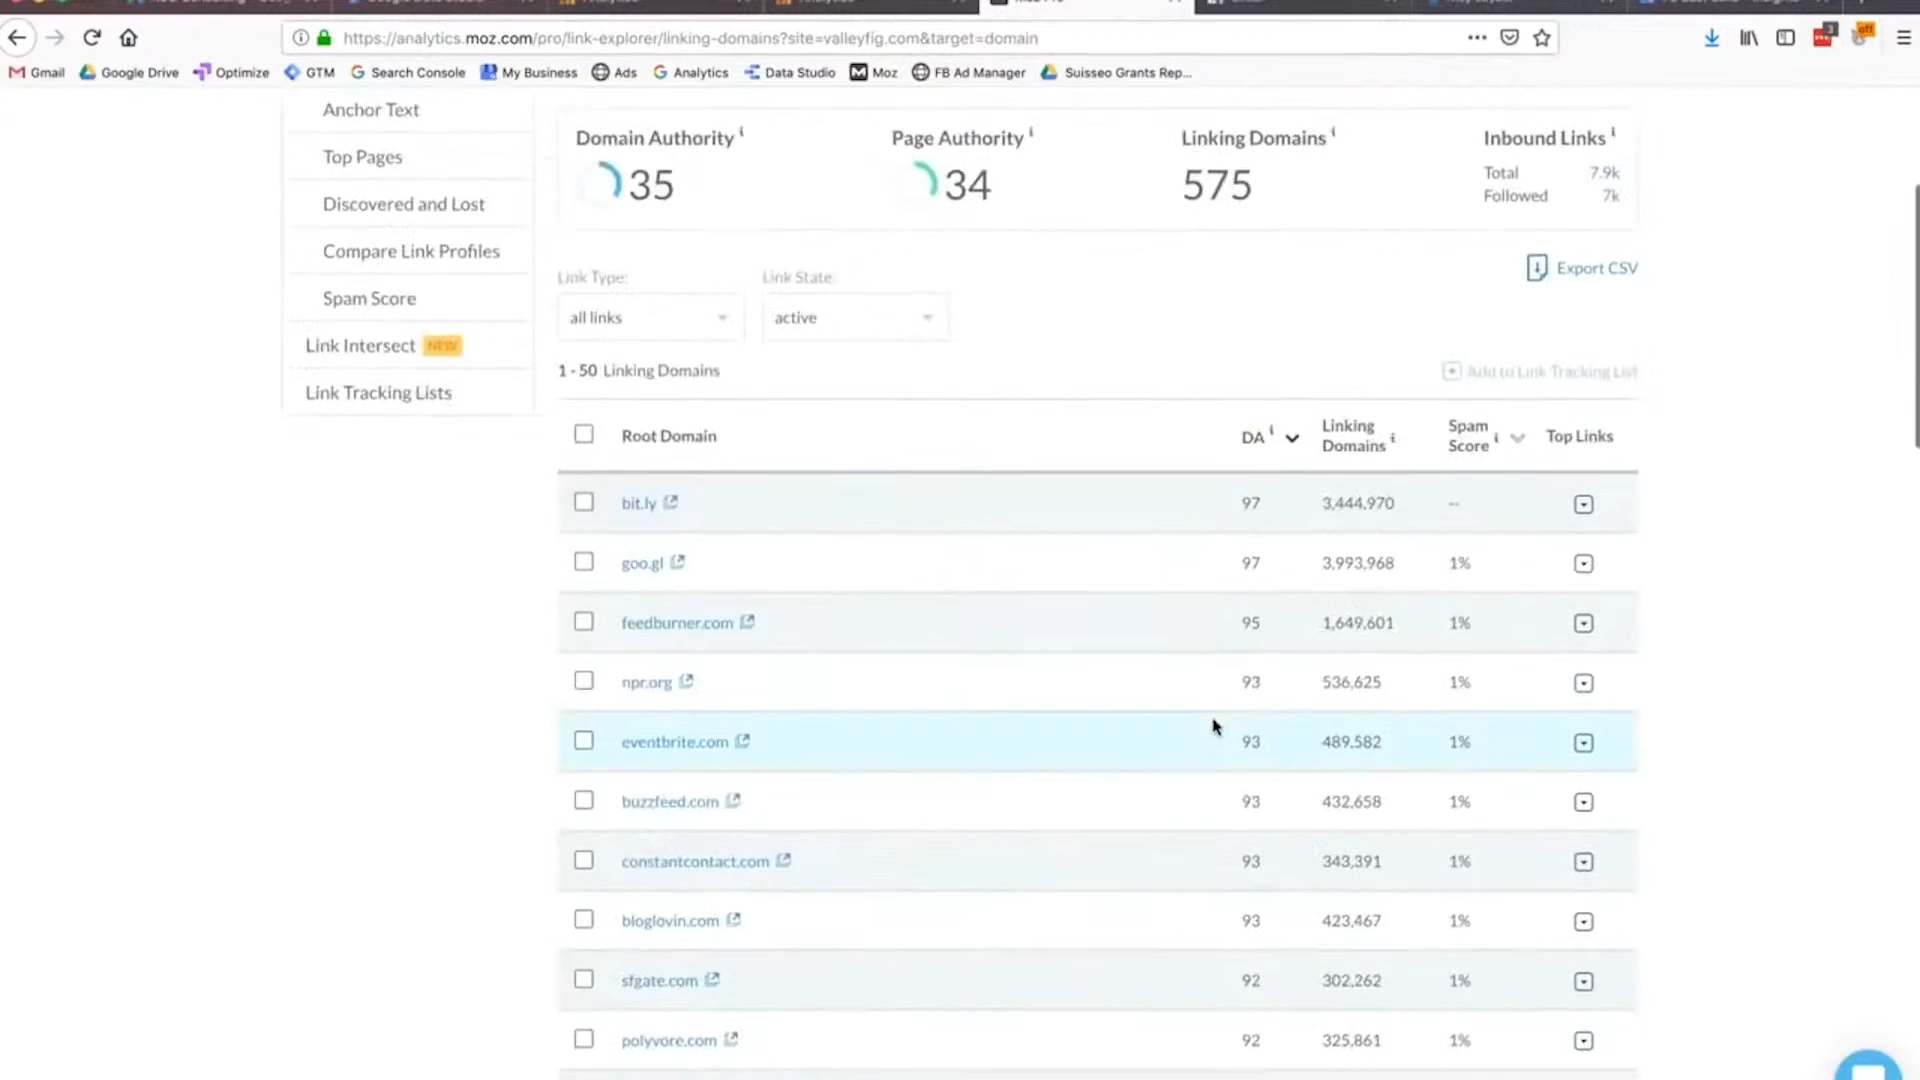 https://analytics.moz.com/pro/link-explorer/linking-domains?site=valleyfig.com&target=domain
3
off
Gmail Google Drive Optimize GTM Search Console My Business Ads Analytics Data Studio Moz FB Ad Manager Suisseo Grants Rep...
Anchor Text
Top Pages
Discovered and Lost
Compare Link Profiles
Spam Score
Link Intersect NEW
Link Tracking Lists
Domain Authority i Page Authority i Linking Domains i Inbound Links i
35 34 575
Total 7.9k
Followed 7k
Export CSV
Link Type: Link State:
all links active
1 - 50 Linking Domains
Add to Link Tracking List
Root Domain DA i Linking Domains i Spam Score i Top Links
bit.ly 97 3,444,970 --
goo.gl 97 3,993,968 1%
feedburner.com 95 1,649,601 1%
npr.org 93 536,625 1%
eventbrite.com 93 489,582 1%
buzzfeed.com 93 432,658 1%
constantcontact.com 93 343,391 1%
bloglovin.com 93 423,467 1%
sfgate.com 92 302,262 1%
polyvore.com 92 325,861 1%